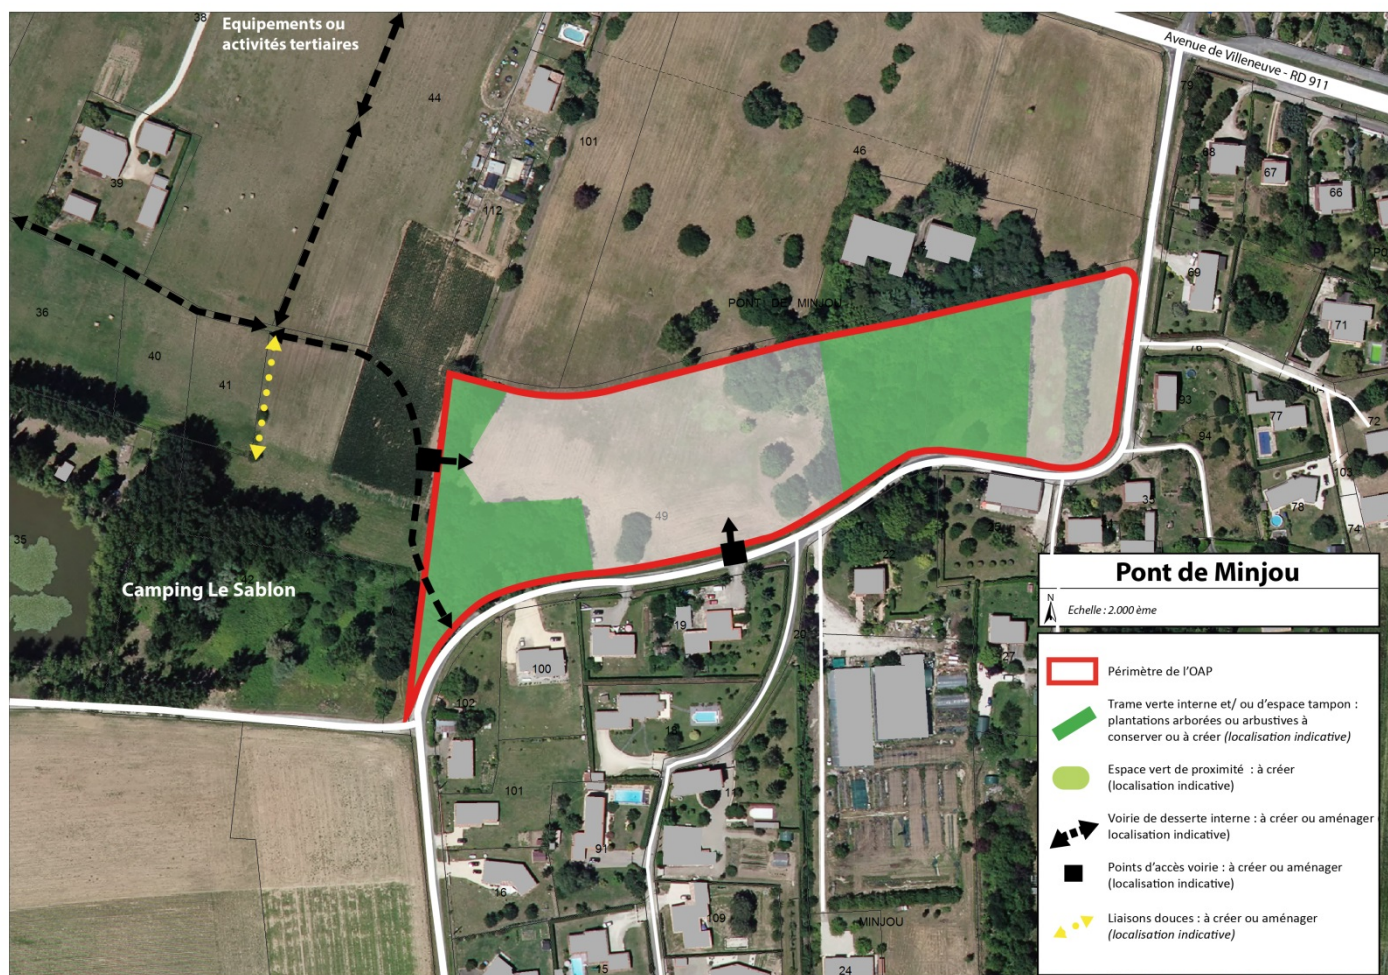 38
Equipements ou
activités tertiaires
44
101
46
39
112
Avenue de Villeneuve - RD 911
79
68
67
66
69
71
36
40
41
PONT DE MINJOU
76
93
77
94
72
103
78
74
35
49
Camping Le Sablon
19
100
102
20
101
91
16
109
15
MINJOU
24
Pont de Minjou
N
Echelle : 2.000 ème
Périmètre de l'OAP
Trame verte interne et/ ou d'espace tampon :
plantations arborées ou arbustives à
conserver ou à créer (localisation indicative)
Espace vert de proximité : à créer
(localisation indicative)
Voirie de desserte interne : à créer ou aménager
localisation indicative)
Points d'accès voirie : à créer ou aménager
(localisation indicative)
Liaisons douces : à créer ou aménager
(localisation indicative)